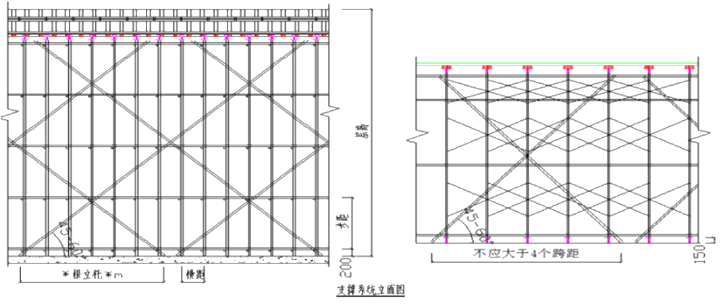 层高
步距
45-60°
*根立杆*m
横距
200
支撑系统立面图
45-60°
不应大于4个跨距
150